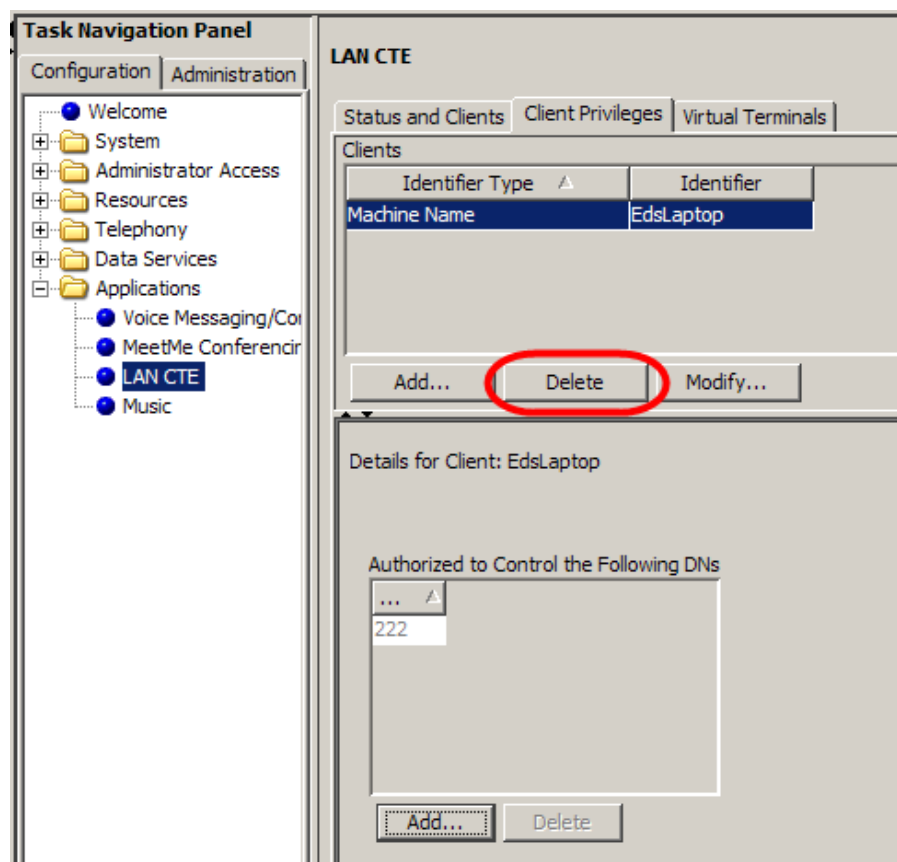 Task Navigation Panel
Configuration Administration
Welcome
System
Administrator Access
Resources
Telephony
Data Services
Applications
Voice Messaging/Co
MeetMe Conferencin
LAN CTE
Music
LAN CTE
Status and Clients Client Privileges Virtual Terminals
Clients
Identifier Type Identifier
Machine Name EdsLaptop
Add... Delete Modify...
Details for Client: EdsLaptop
Authorized to Control the Following DNs
...
222
Add... Delete